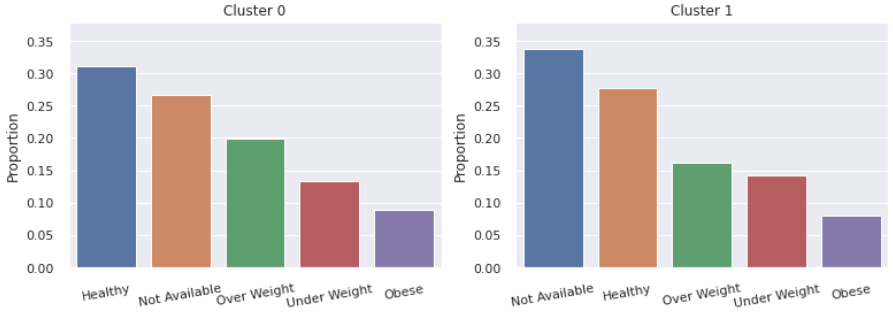 Cluster 0
Proportion
0.35
0.30
0.25
0.20
0.15
0.10
0.05
0.00
Healthy
Not Available
Over Weight
Under Weight
Obese
Cluster 1
Proportion
0.35
0.30
0.25
0.20
0.15
0.10
0.05
0.00
Not Available
Healthy
Over Weight
Under Weight
Obese